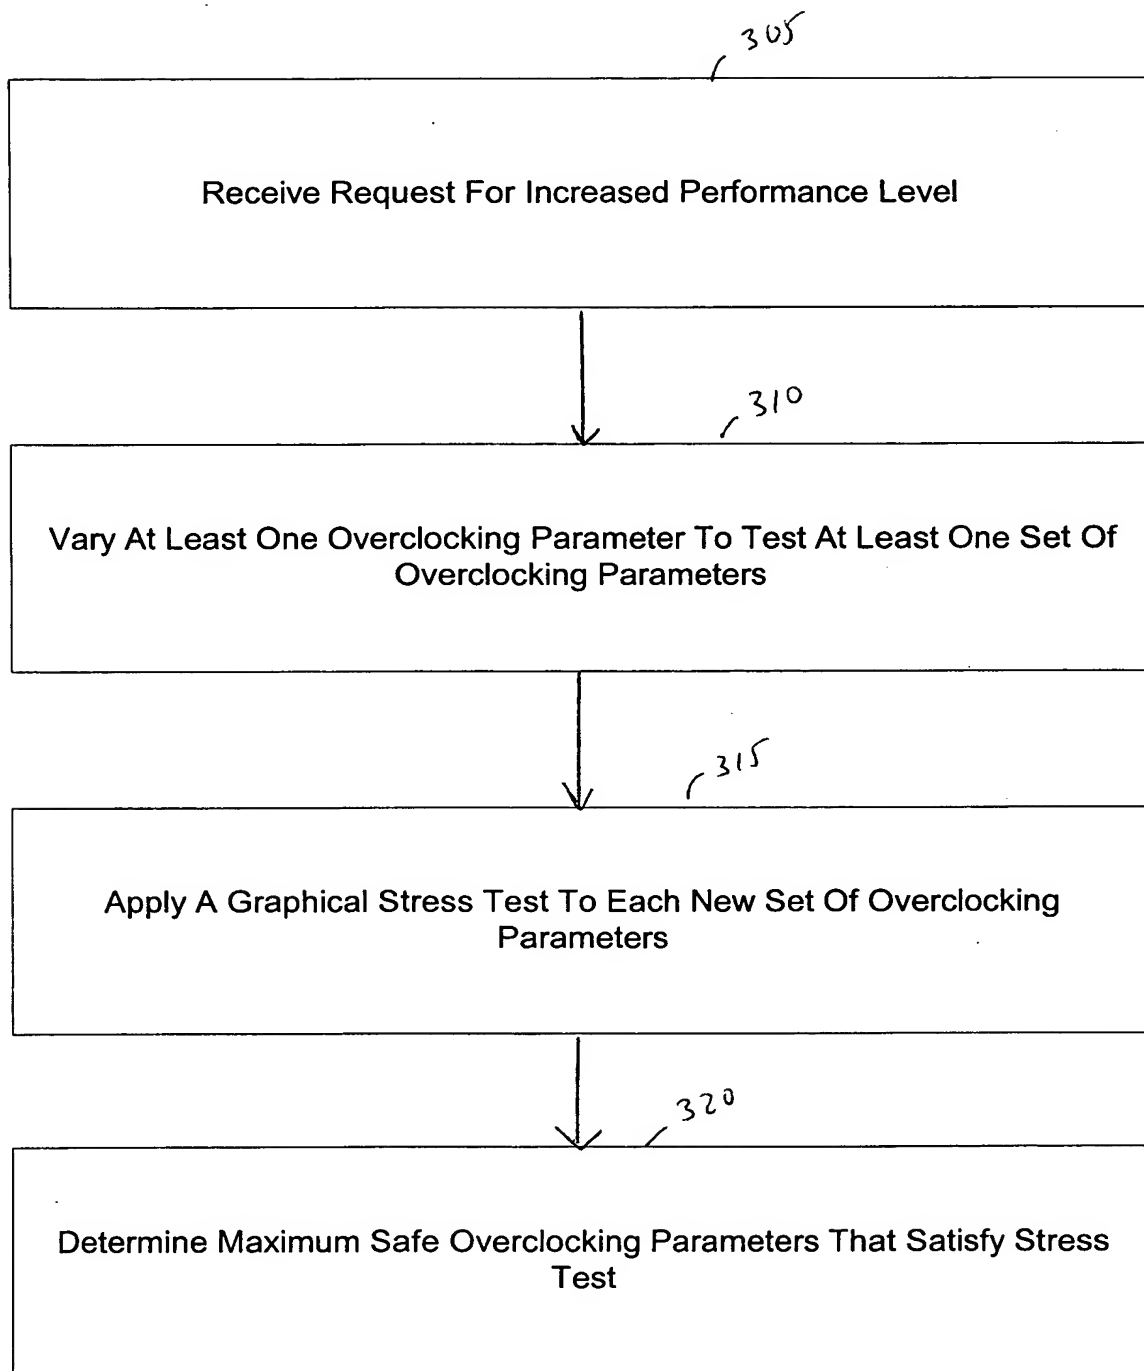 305
Receive Request For Increased Performance Level
310
Vary At Least One Overclocking Parameter To Test At Least One Set Of
Overclocking Parameters
315
Apply A Graphical Stress Test To Each New Set Of Overclocking
Parameters
320
Determine Maximum Safe Overclocking Parameters That Satisfy Stress
Test